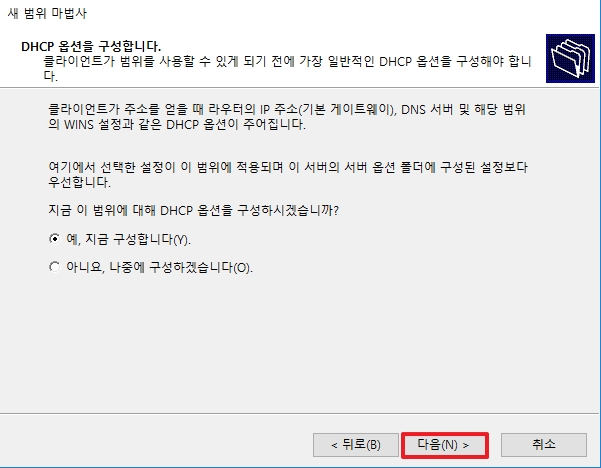 새 범위 마법사
DHCP 옵션을 구성합니다.
클라이언트가 범위를 사용할 수 있게 되기 전에 가장 일반적인 DHCP 옵션을 구성해야 합니
다.
클라이언트가 주소를 얻을 때 라우터의 IP 주소(기본 게이트웨이), DNS 서버 및 해당 범위
의 WINS 설정과 같은 DHCP 옵션이 주어집니다.
여기에서 선택한 설정이 이 범위에 적용되며 이 서버의 서버 옵션 폴더에 구성된 설정보다
우선합니다.
지금 이 범위에 대해 DHCP 옵션을 구성하시겠습니까?
예, 지금 구성합니다(Y).
아니요, 나중에 구성하겠습니다(O).
< 뒤로(B) 다음(N) > 취소